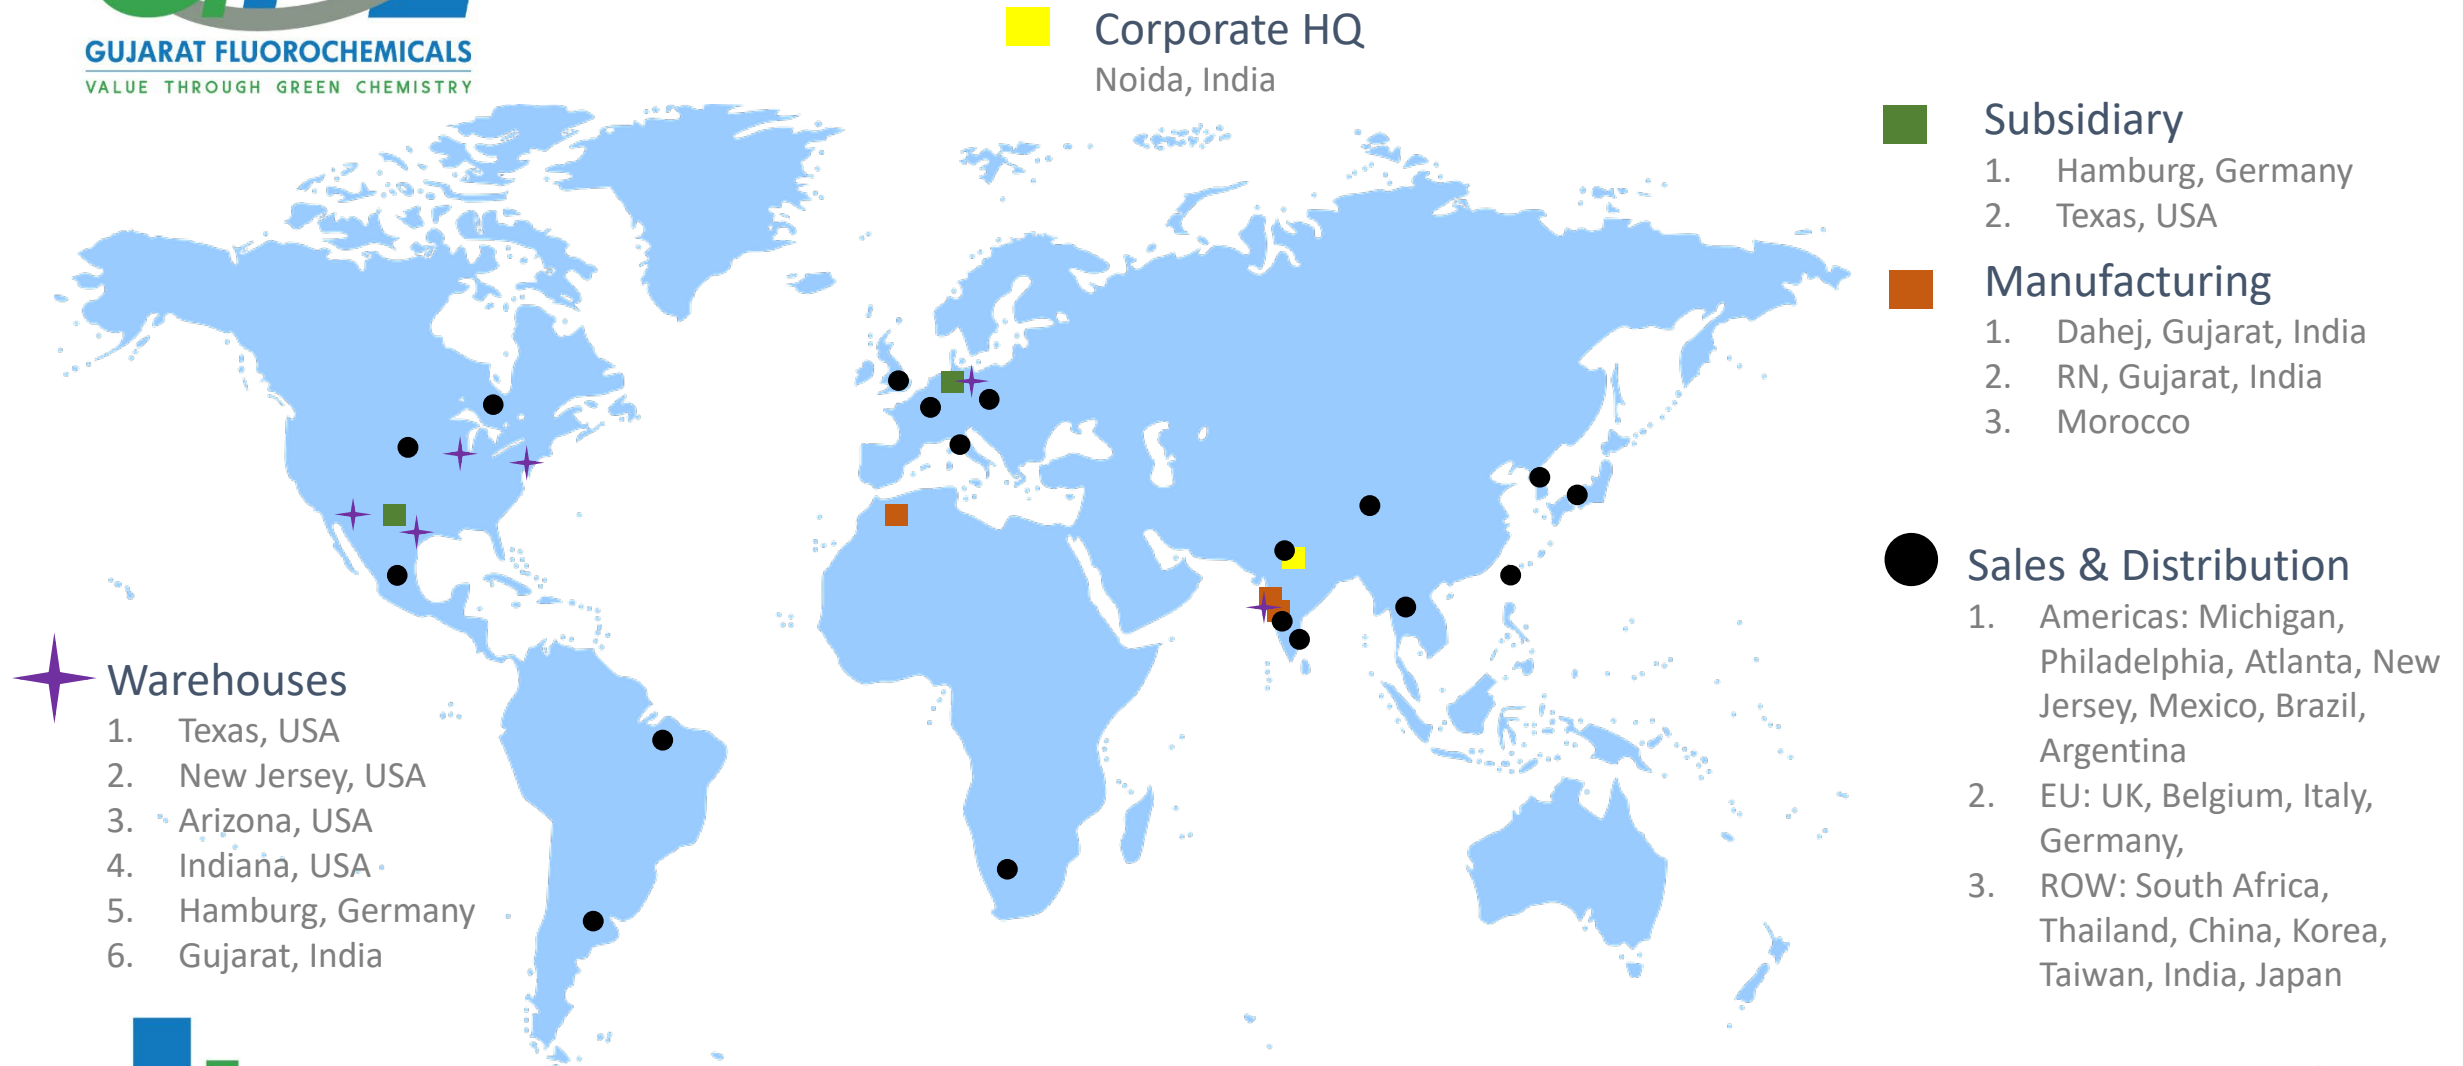 GUJARAT FLUOROCHEMICALS
VALUE THROUGH GREEN CHEMISTRY
Corporate HQ
Noida, India
Subsidiary
1. Hamburg, Germany
2. Texas, USA
Manufacturing
1. Dahej, Gujarat, India
2. RN, Gujarat, India
3. Morocco
Sales & Distribution
1. Americas: Michigan,
Philadelphia, Atlanta, New
Jersey, Mexico, Brazil,
Argentina
2. EU: UK, Belgium, Italy,
Germany,
3. ROW: South Africa,
Thailand, China, Korea,
Taiwan, India, Japan
Warehouses
1. Texas, USA
2. New Jersey, USA
3. Arizona, USA
4. Indiana, USA
5. Hamburg, Germany
6. Gujarat, India